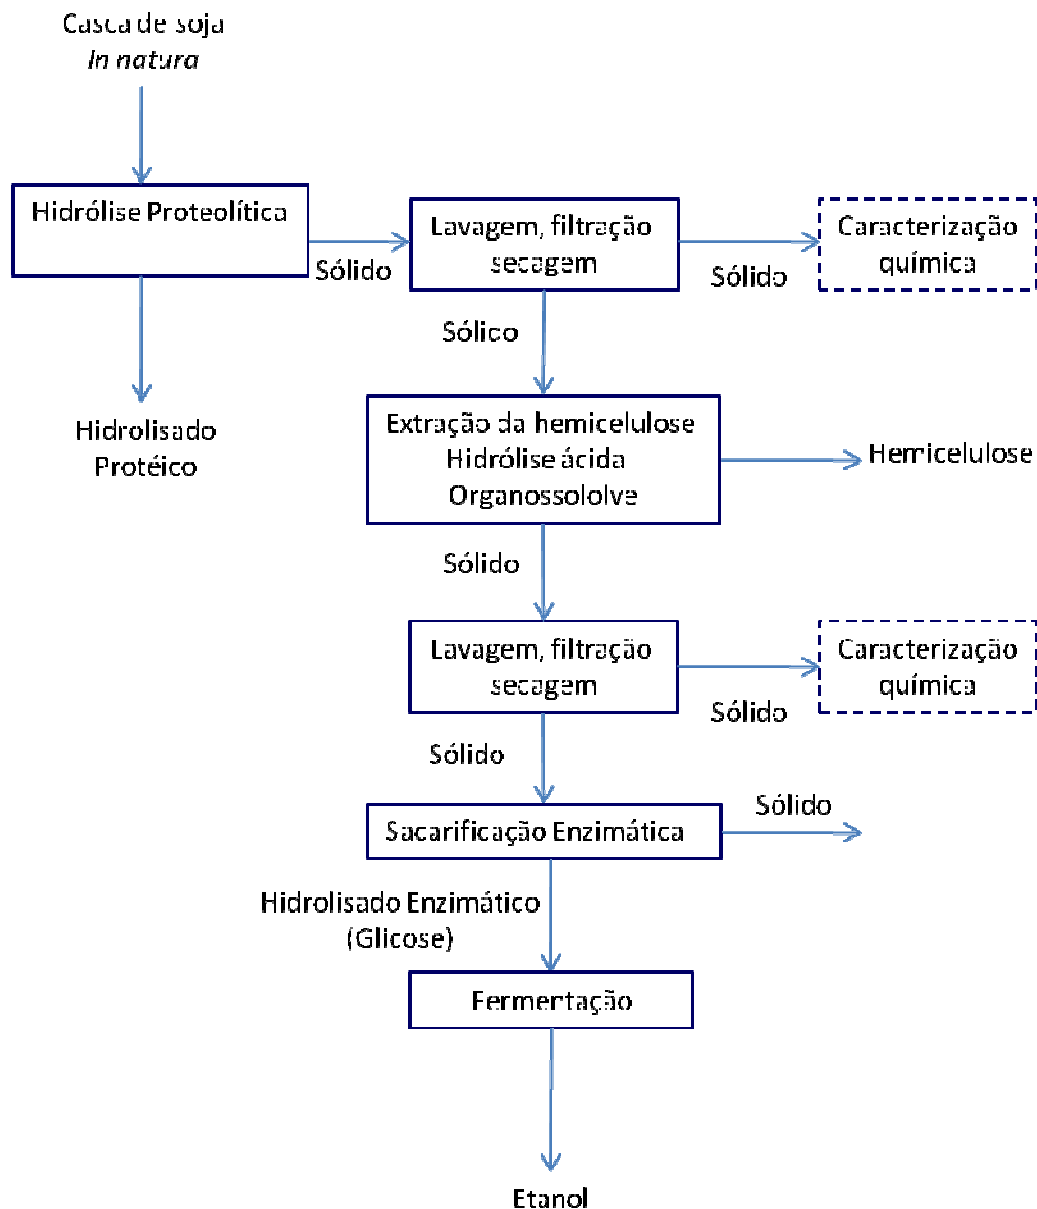 Casca de soja
In natura
Hidrólise Proteolítica
Sólido
Lavagem, filtração
secagem
Sólido
Caracterização
química
Sólido
Hidrolisado
Protéico
Extração da hemicelulose
Hidrólise ácida
Organossololve
Hemicelulose
Sólido
Lavagem, filtração
secagem
Sólido
Caracterização
química
Sólido
Sacarificação Enzimática
Sólido
Hidrolisado Enzimático
(Glicose)
Fermentação
Etanol